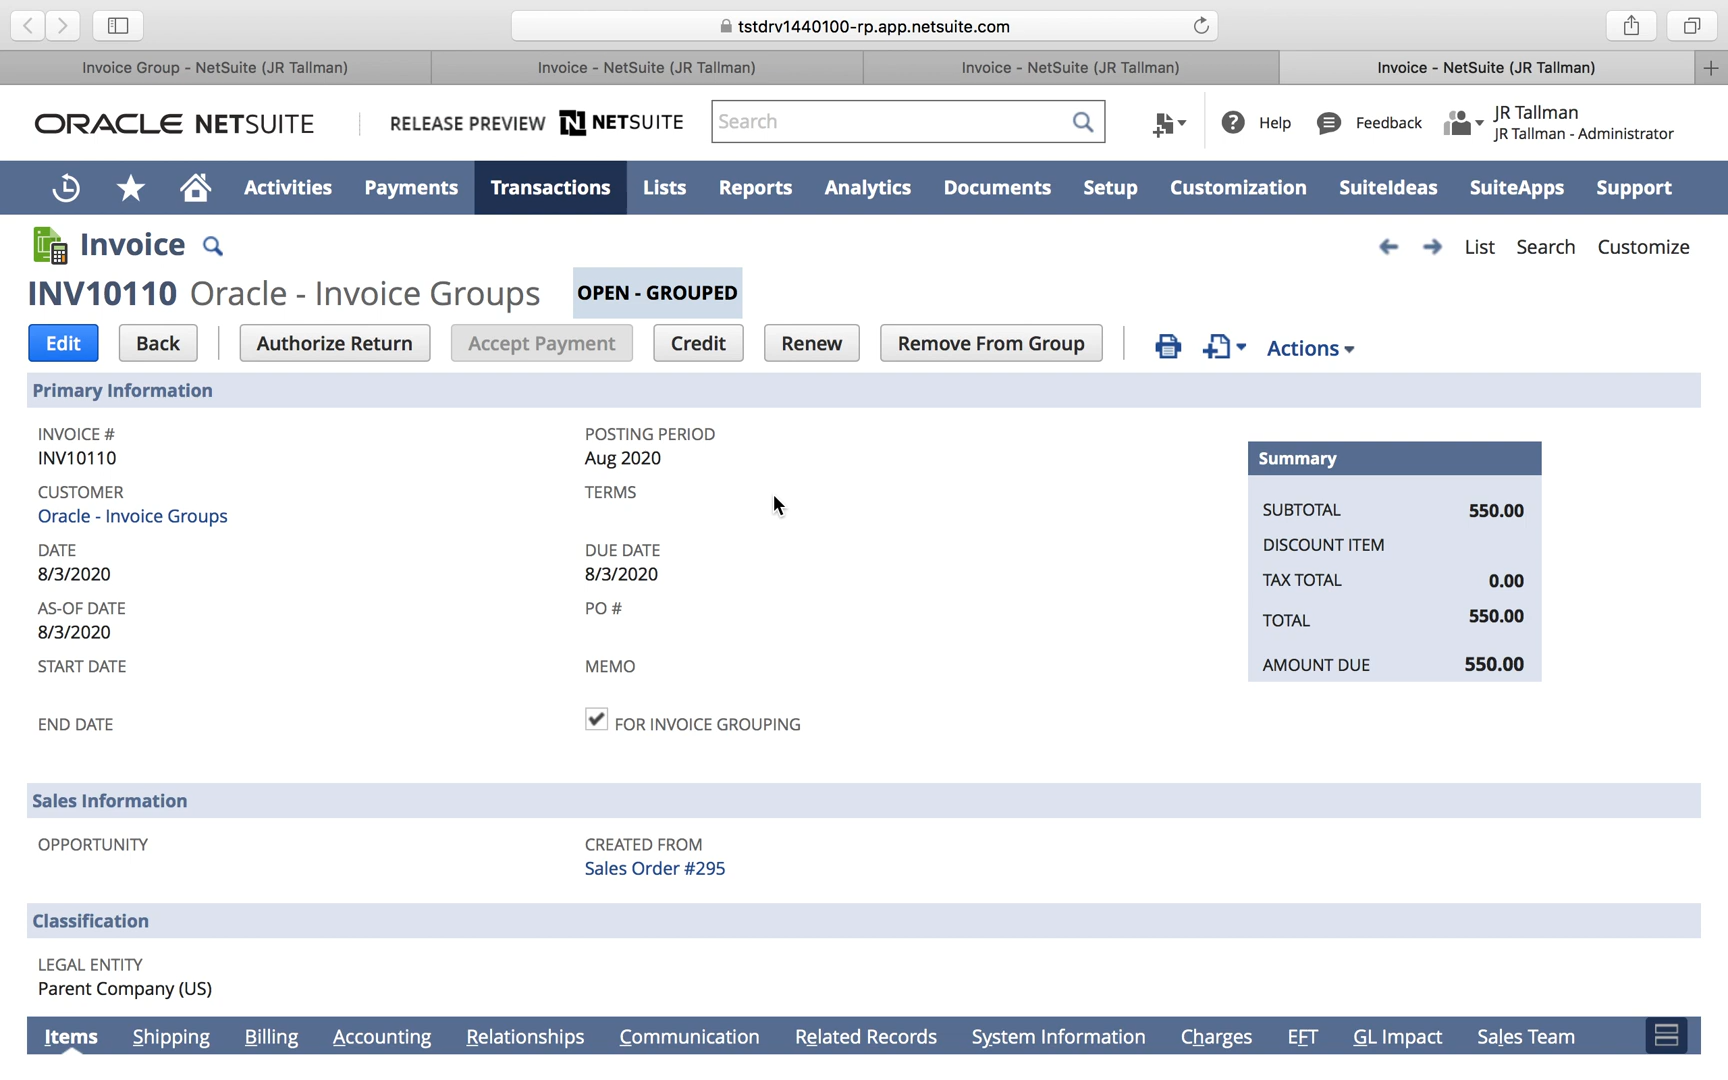 tstdrv1440100-rp.app.netsuite.com
Invoice Group - NetSuite (JR Tallman)
Invoice - NetSuite (JR Tallman)
Invoice - NetSuite (JR Tallman)
Invoice - NetSuite (JR Tallman)
ORACLE NETSUITE
RELEASE PREVIEW N NETSUITE
Search
Help
Feedback
JR Tallman
JR Tallman - Administrator
Activities
Payments
Transactions
Lists
Reports
Analytics
Documents
Setup
Customization
SuiteIdeas
SuiteApps
Support
Invoice
List
Search
Customize
INV10110 Oracle - Invoice Groups
OPEN - GROUPED
Edit
Back
Authorize Return
Accept Payment
Credit
Renew
Remove From Group
Actions
Primary Information
INVOICE #
INV10110
CUSTOMER
Oracle - Invoice Groups
DATE
8/3/2020
AS-OF DATE
8/3/2020
START DATE
END DATE
POSTING PERIOD
Aug 2020
TERMS
DUE DATE
8/3/2020
PO #
MEMO
FOR INVOICE GROUPING
Summary
SUBTOTAL 550.00
DISCOUNT ITEM
TAX TOTAL 0.00
TOTAL 550.00
AMOUNT DUE 550.00
Sales Information
OPPORTUNITY
CREATED FROM
Sales Order #295
Classification
LEGAL ENTITY
Parent Company (US)
Items
Shipping
Billing
Accounting
Relationships
Communication
Related Records
System Information
Charges
EFT
GL Impact
Sales Team